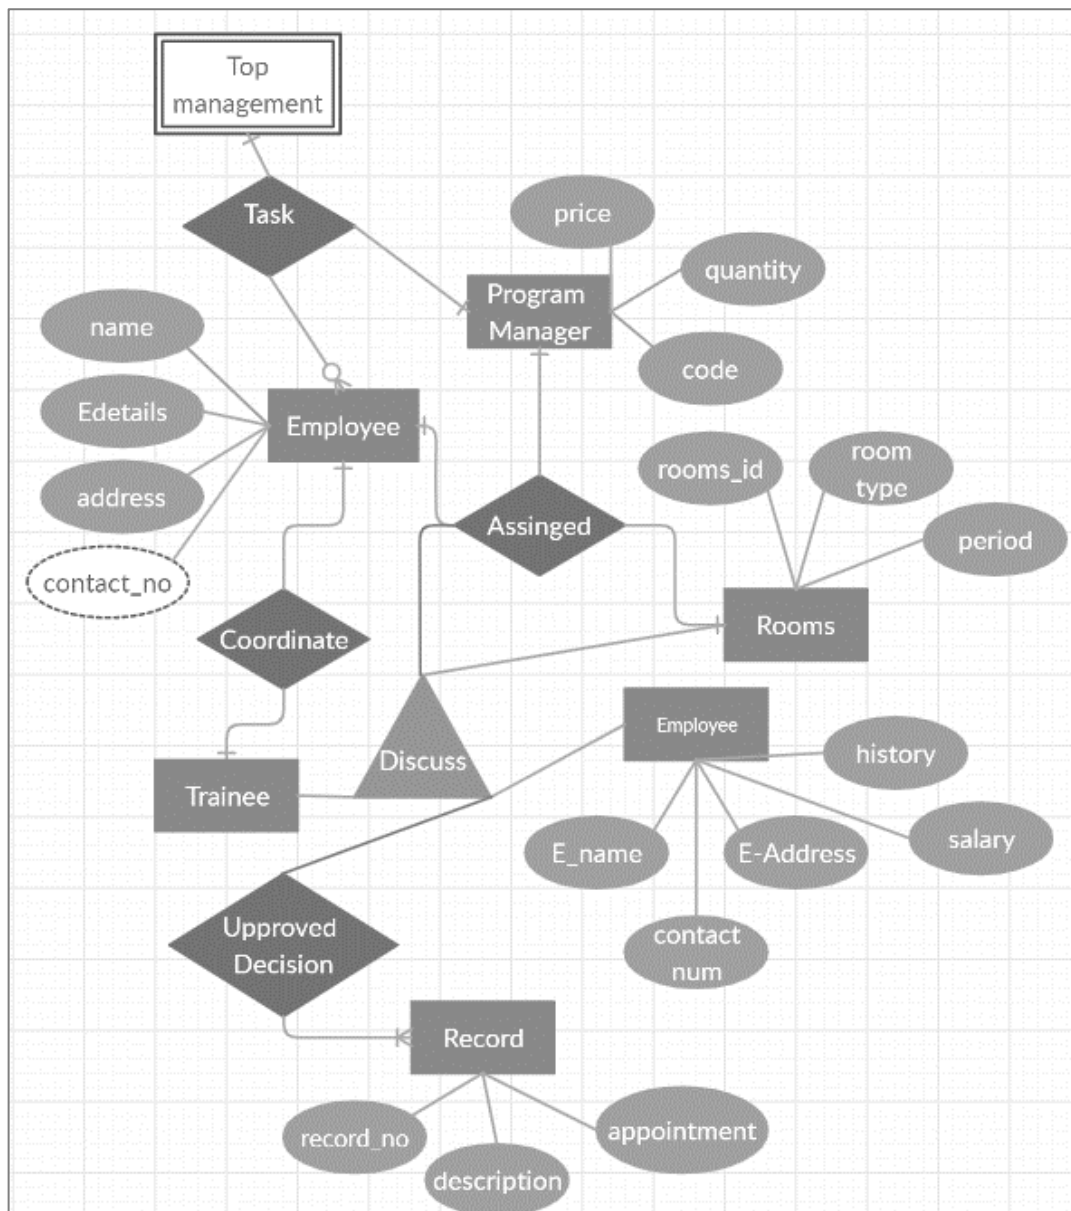 Top
management
Task
price
quantity
Program
Manager
name
code
Edetails
Employee
rooms_id
room
type
address
Assinged
period
contact_no
Coordinate
Rooms
Employee
history
Discuss
Trainee
E_name
E-Address
salary
Upproved
Decision
contact
num
Record
record_no
appointment
description